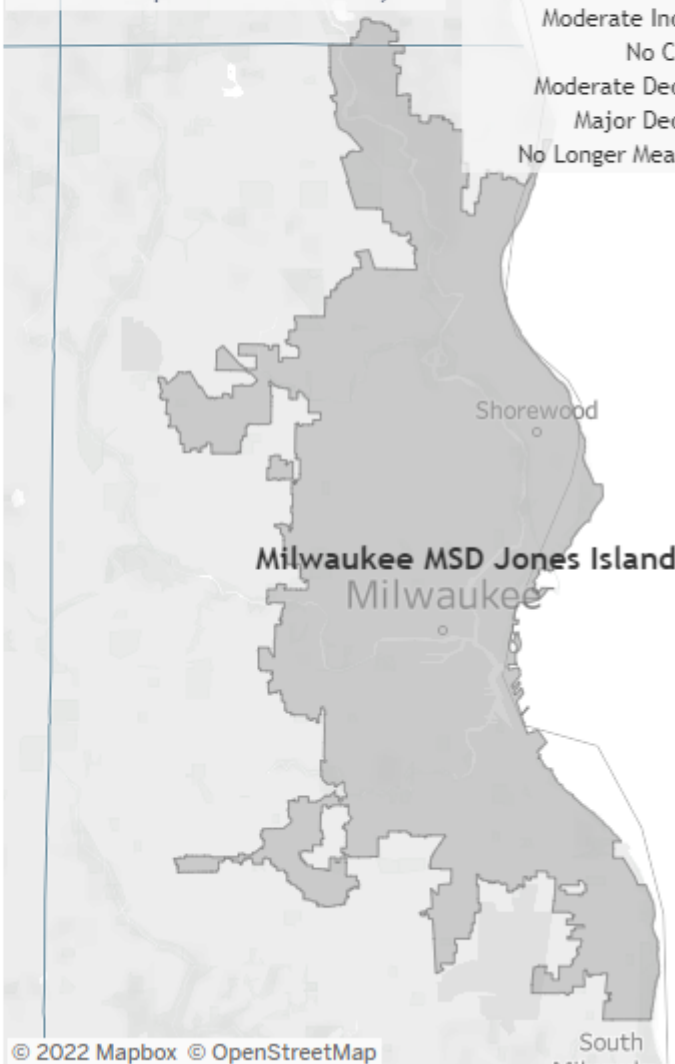 Moderate Inc
No C
Moderate Dec
Major Dec
No Longer Mea
Shorewood
Milwaukee MSD Jones Island
Milwaukee
South
© 2022 Mapbox © OpenStreetMap